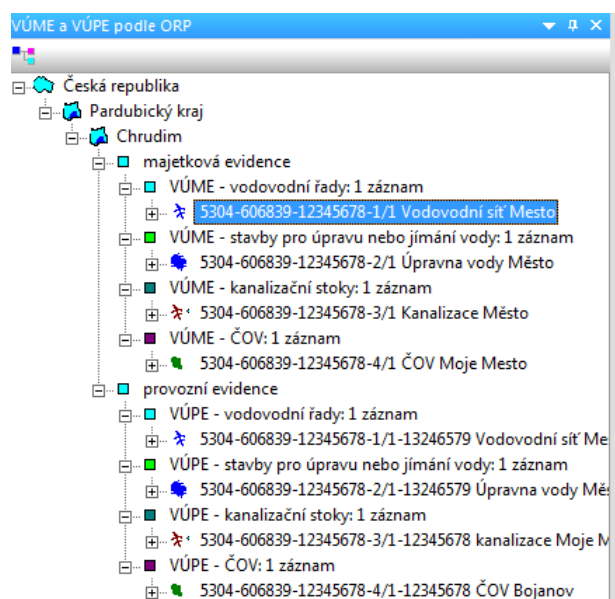 VÚME a VÚPE podle ORP
Česká republika
Pardubický kraj
Chrudim
majetková evidence
VÚME - vodovodní řady: 1 záznam
5304-606839-12345678-1/1 Vodovodní síť Mesto
VÚME - stavby pro úpravu nebo jímání vody: 1 záznam
5304-606839-12345678-2/1 Úpravna vody Město
VÚME - kanalizační stoky: 1 záznam
5304-606839-12345678-3/1 Kanalizace Město
VÚME - ČOV: 1 záznam
5304-606839-12345678-4/1 ČOV Moje Mesto
provozní evidence
VÚPE - vodovodní řady: 1 záznam
5304-606839-12345678-1/1-13246579 Vodovodní síť Me
VÚPE - stavby pro úpravu nebo jímání vody: 1 záznam
5304-606839-12345678-2/1-13246579 Úpravna vody Mě
VÚPE - kanalizační stoky: 1 záznam
5304-606839-12345678-3/1-12345678 kanalizace Moje M
VÚPE - ČOV: 1 záznam
5304-606839-12345678-4/1-12345678 ČOV Bojanov